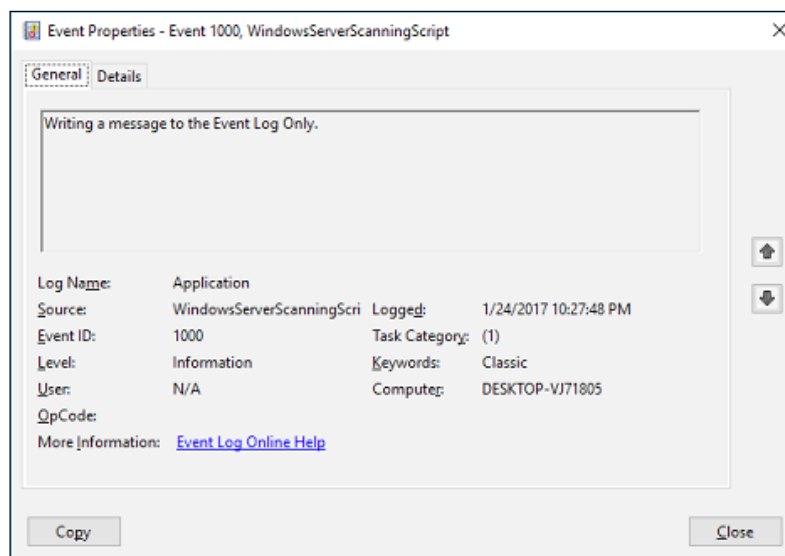 Event Properties - Event 1000, WindowsServerScanningScript
General Details
Writing a message to the Event Log Only.
Log Name: Application
Source: WindowsServerScanningScri Logged: 1/24/2017 10:27:48 PM
Event ID: 1000 Task Category: (1)
Level: Information Keywords: Classic
User: N/A Computer: DESKTOP-VJ71805
OpCode:
More Information: Event Log Online Help
Copy Close